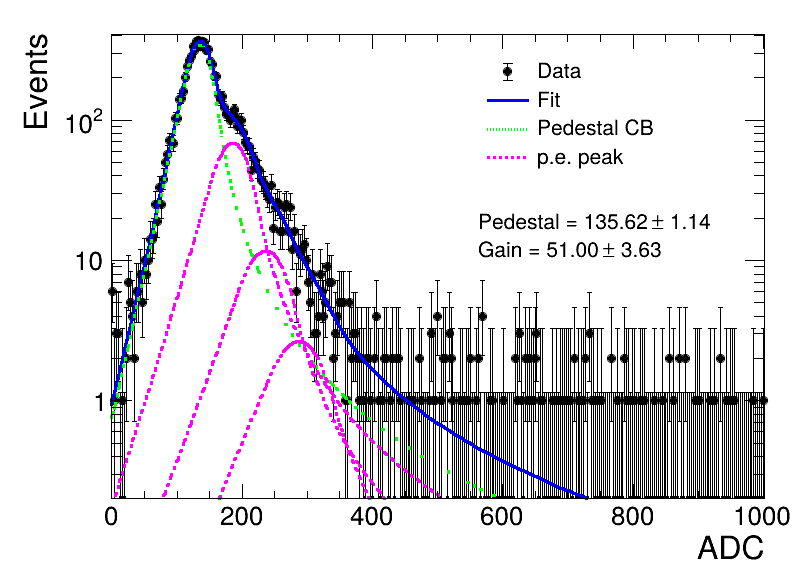 Events
10²
10
1
Data
Fit
Pedestal CB
p.e. peak
Pedestal = 135.62 ± 1.14
Gain = 51.00 ± 3.63
0 200 400 600 800 1000
ADC